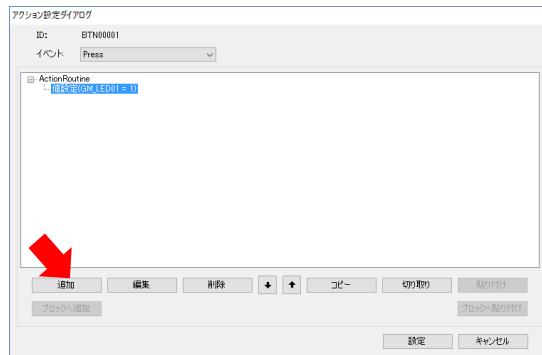 アクション設定ダイアログ
ID: BTN00001
イベント: Press
ActionRoutine
値設定(GM_LED01 = 1)
追加 編集 削除 コピー 切り取り 貼り付け
ブロックへ追加 ブロックへ貼り付け
設定 キャンセル